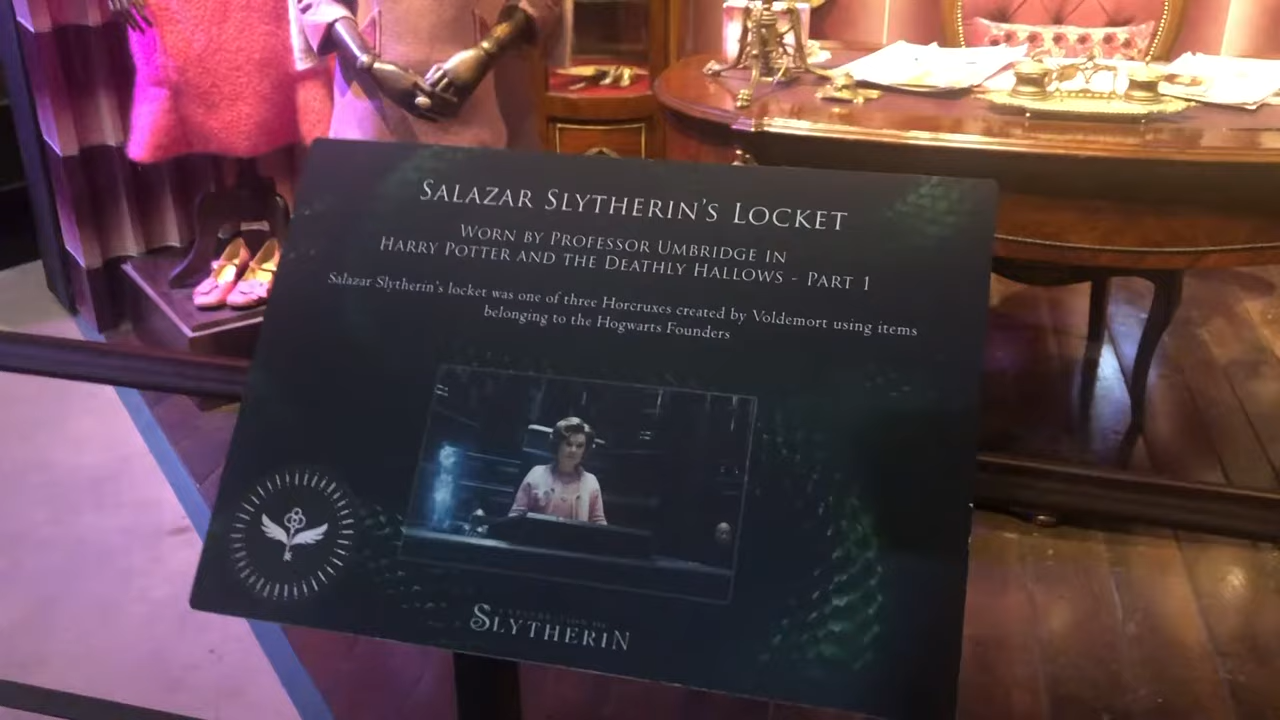 SALAZAR SLYTHERIN'S LOCKET
WORN BY PROFESSOR UMBRIDGE IN
HARRY POTTER AND THE DEATHLY HALLOWS - PART 1
Salazar Slytherin's locket was one of three Horcruxes created by Voldemort using items
belonging to the Hogwarts Founders
SLYTHERIN